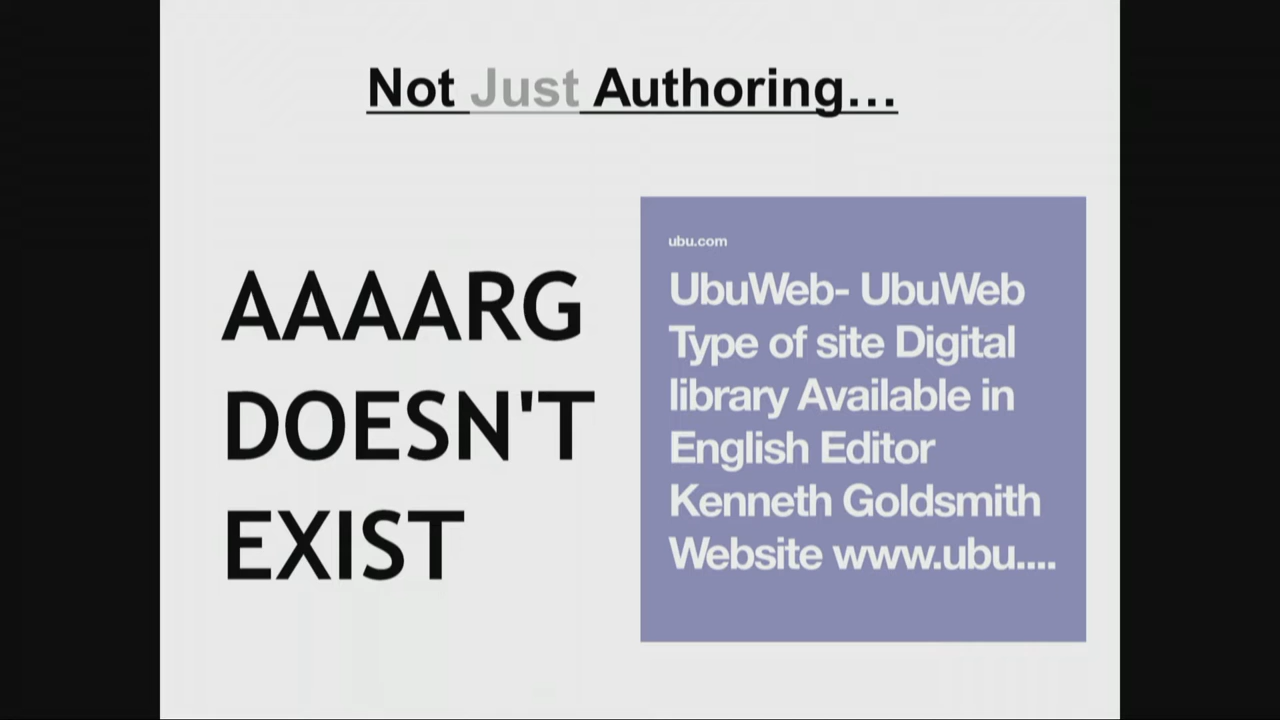 Not Just Authoring...
AAAARG
DOESN'T
EXIST
ubu.com
UbuWeb- UbuWeb
Type of site Digital
library Available in
English Editor
Kenneth Goldsmith
Website www.ubu....